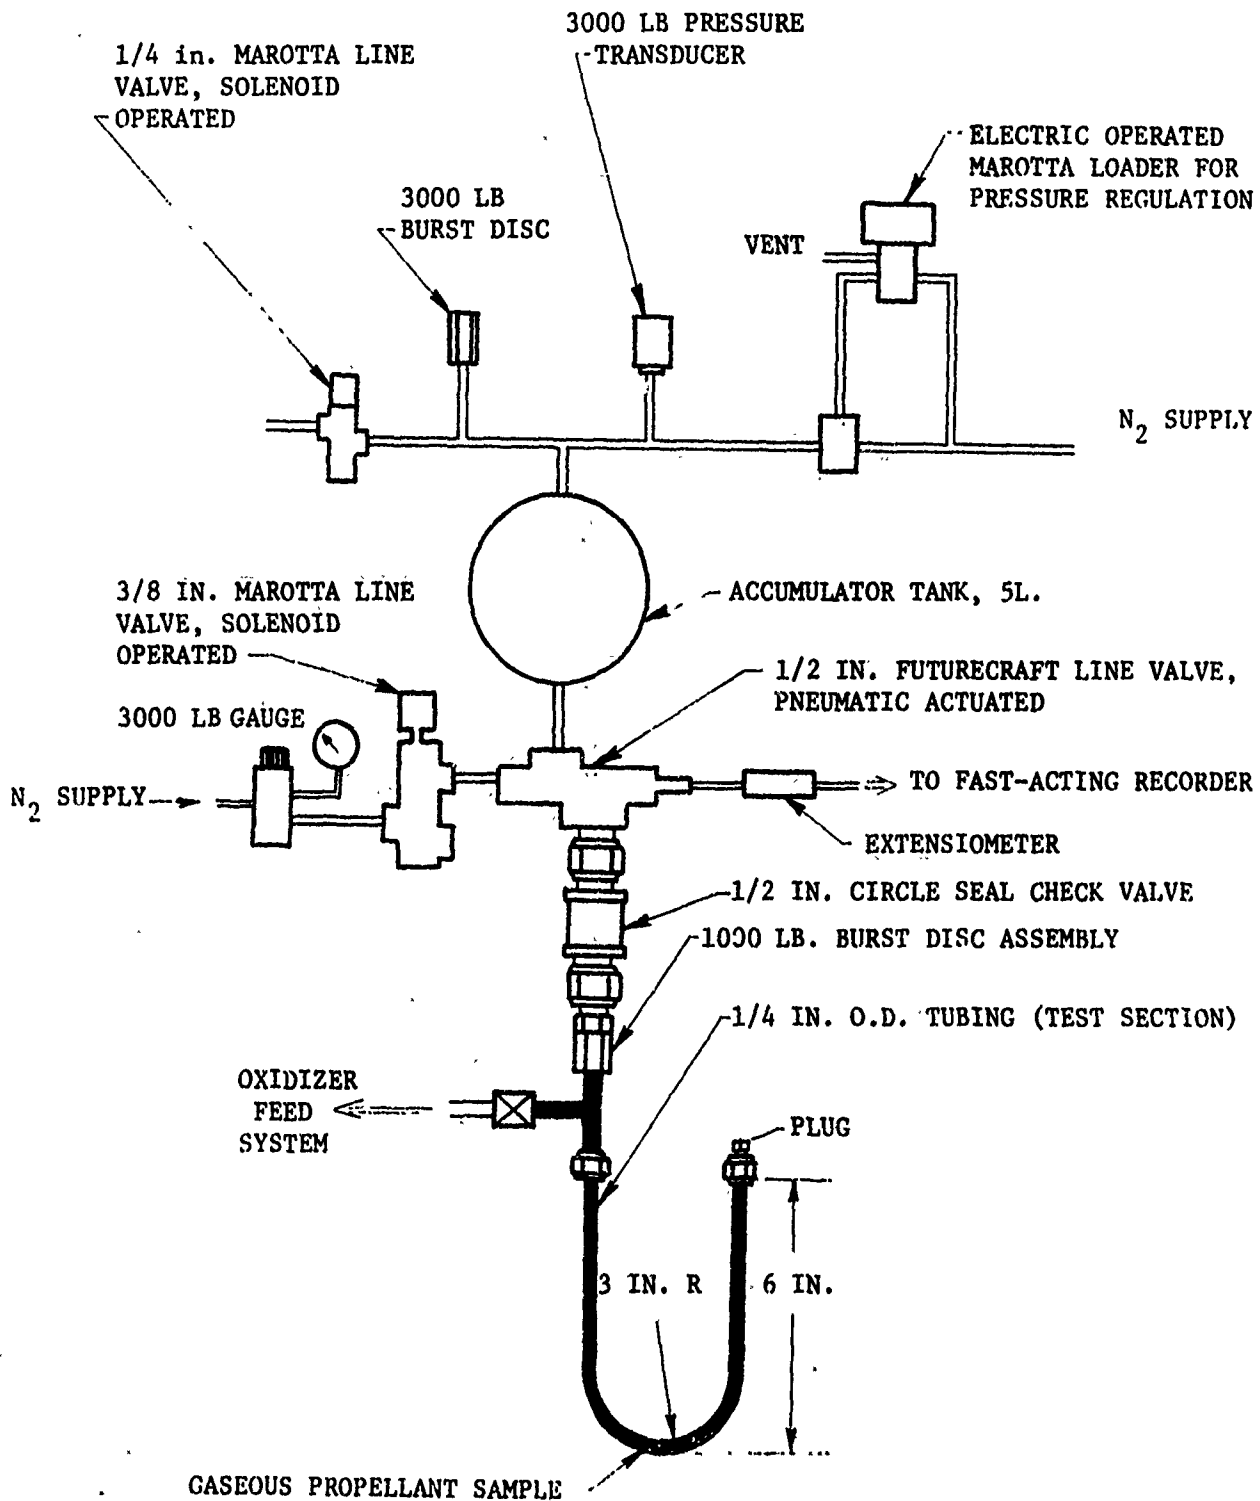 3000 LB PRESSURE
TRANSDUCER
1/4 in. MAROTTA LINE
VALVE, SOLENOID
OPERATED
ELECTRIC OPERATED
MAROTTA LOADER FOR
PRESSURE REGULATION
3000 LB
BURST DISC
VENT
N2 SUPPLY
3/8 IN. MAROTTA LINE
VALVE, SOLENOID
OPERATED
ACCUMULATOR TANK, 5L.
1/2 IN. FUTURECRAFT LINE VALVE,
PNEUMATIC ACTUATED
3000 LB GAUGE
N2 SUPPLY
TO FAST-ACTING RECORDER
EXTENSIOMETER
1/2 IN. CIRCLE SEAL CHECK VALVE
1000 LB. BURST DISC ASSEMBLY
1/4 IN. O.D. TUBING (TEST SECTION)
OXIDIZER
FEED
SYSTEM
PLUG
3 IN. R
6 IN.
GASEOUS PROPELLANT SAMPLE